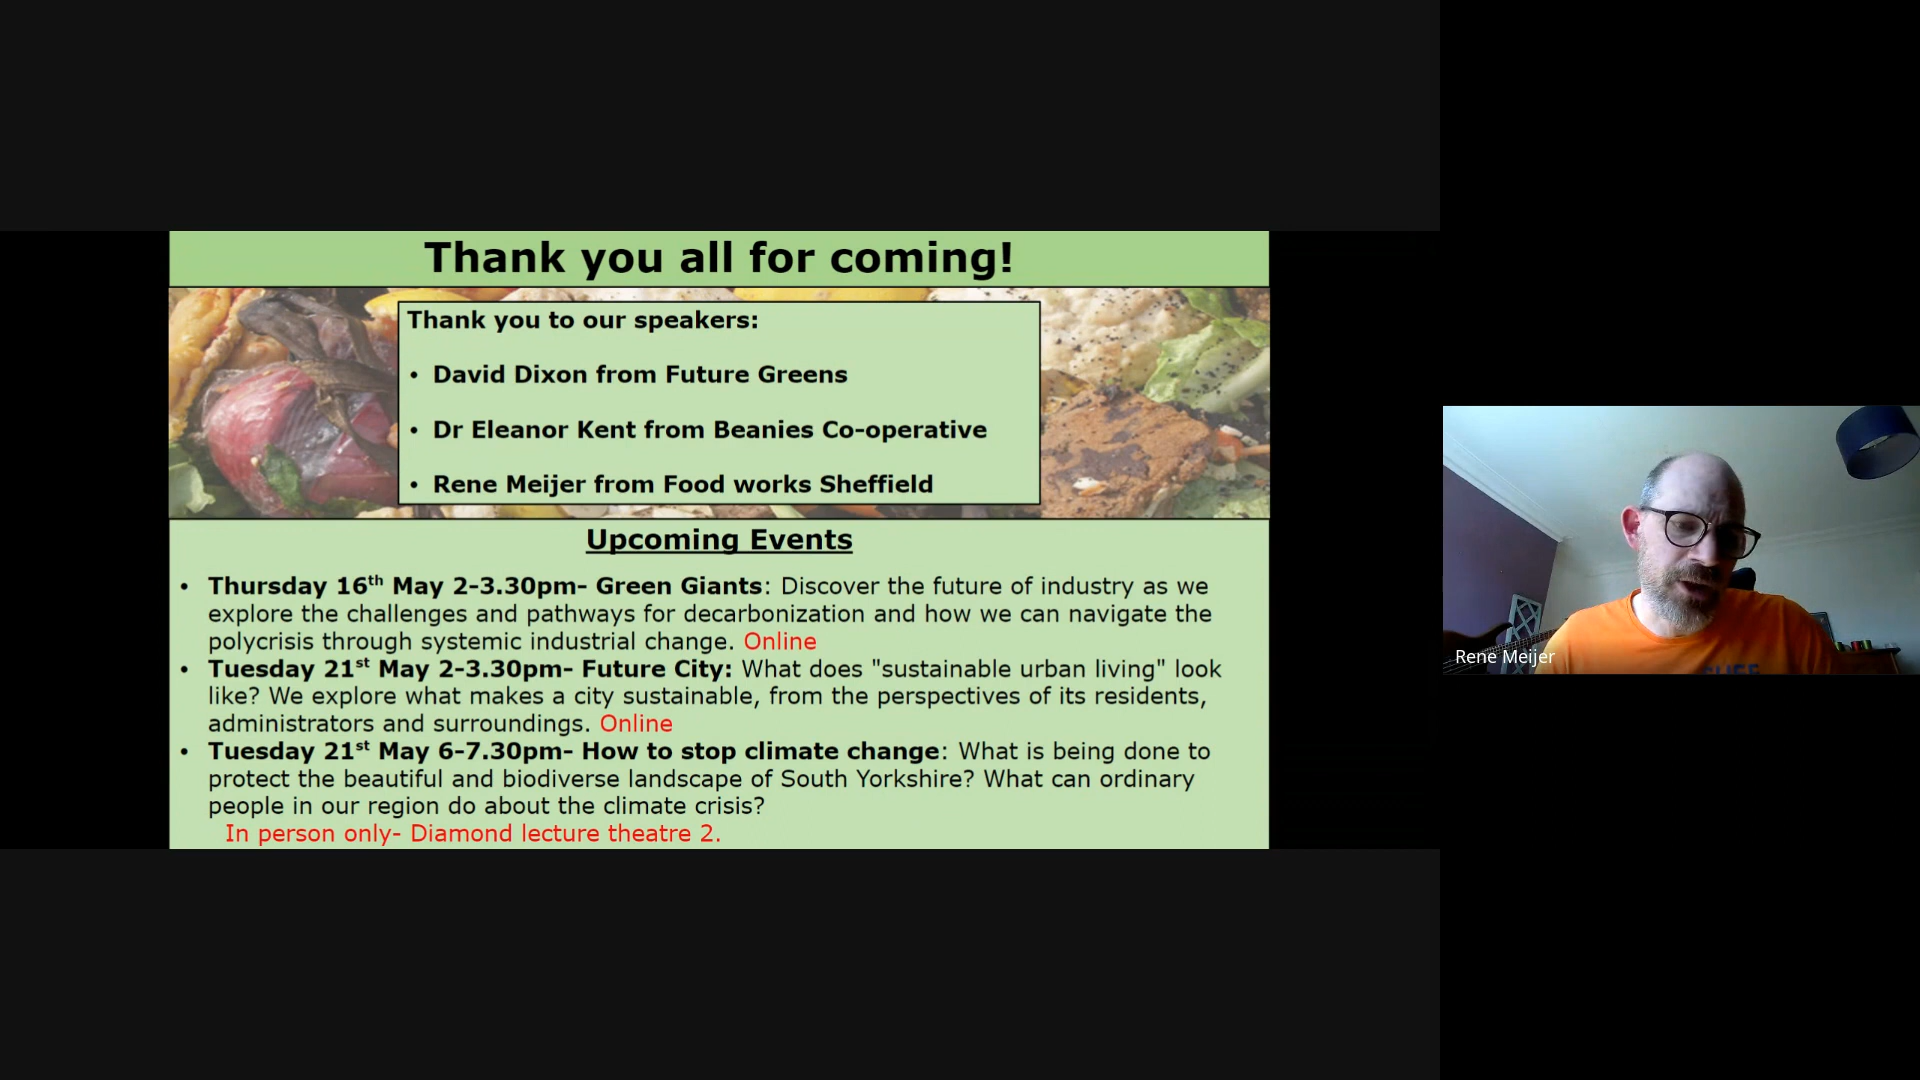 Thank you all for coming!
Thank you to our speakers:
• David Dixon from Future Greens
• Dr Eleanor Kent from Beanies Co-operative
• Rene Meijer from Food works Sheffield
Upcoming Events
• Thursday 16th May 2-3.30pm- Green Giants: Discover the future of industry as we
explore the challenges and pathways for decarbonization and how we can navigate the
polycrisis through systemic industrial change. Online
• Tuesday 21st May 2-3.30pm- Future City: What does "sustainable urban living" look
like? We explore what makes a city sustainable, from the perspectives of its residents,
administrators and surroundings. Online
• Tuesday 21st May 6-7.30pm- How to stop climate change: What is being done to
protect the beautiful and biodiverse landscape of South Yorkshire? What can ordinary
people in our region do about the climate crisis?
In person only- Diamond lecture theatre 2.
Rene Meijer